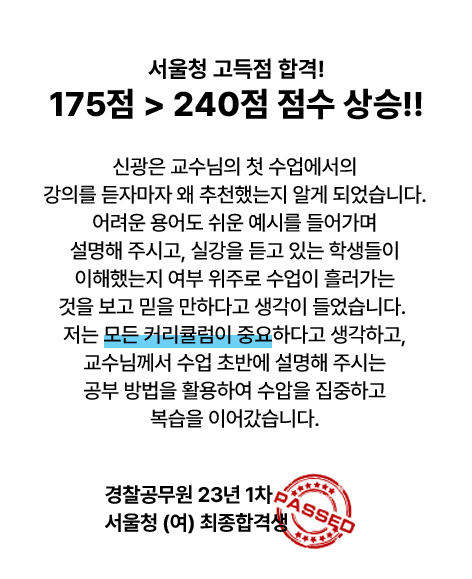 서울청 고득점 합격!
175점 > 240점 점수 상승!!
신광은 교수님의 첫 수업에서의
강의를 듣자마자 왜 추천했는지 알게 되었습니다.
어려운 용어도 쉬운 예시를 들어가며
설명해 주시고, 실강을 듣고 있는 학생들이
이해했는지 여부 위주로 수업이 흘러가는
것을 보고 믿을 만하다고 생각이 들었습니다.
저는 모든 커리큘럼이 중요하다고 생각하고,
교수님께서 수업 초반에 설명해 주시는
공부 방법을 활용하여 수압을 집중하고
복습을 이어갔습니다.
경찰공무원 23년 1차
서울청 (여) 최종합격생
PASSED